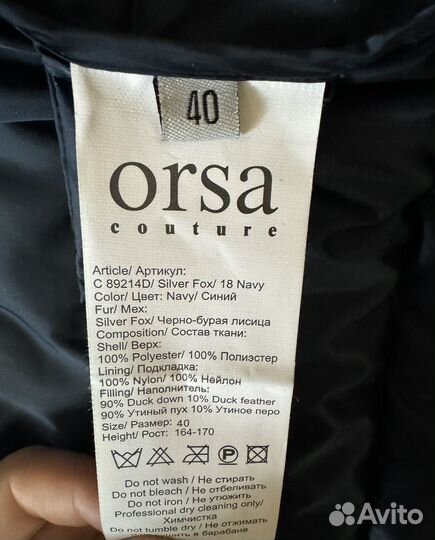 40
orsa
couture
Article/ Артикул:
C 89214D/ Silver Fox/ 18 Navy
Color/ Цвет: Navy/ Синий
Fur/ Мех:
Silver Fox/ Черно-бурая лисица
Composition/ Состав ткани:
Shell/ Верх:
100% Polyester/ 100% Полиэстер
Lining/ Подкладка:
100% Nylon/ 100% Нейлон
Filling/ Наполнитель:
90% Duck down 10% Duck feather
90% Утиный пух 10% Утиное перо
Size/ Размер: 40
Height/ Рост: 164-170
P
Do not wash / Не стирать
Do not bleach / Не отбеливать
Do not iron / Не утюжить
Professional dry cleaning only/
Химчистка
Do not tumble dry / Не отжимать
в барабане
Avito